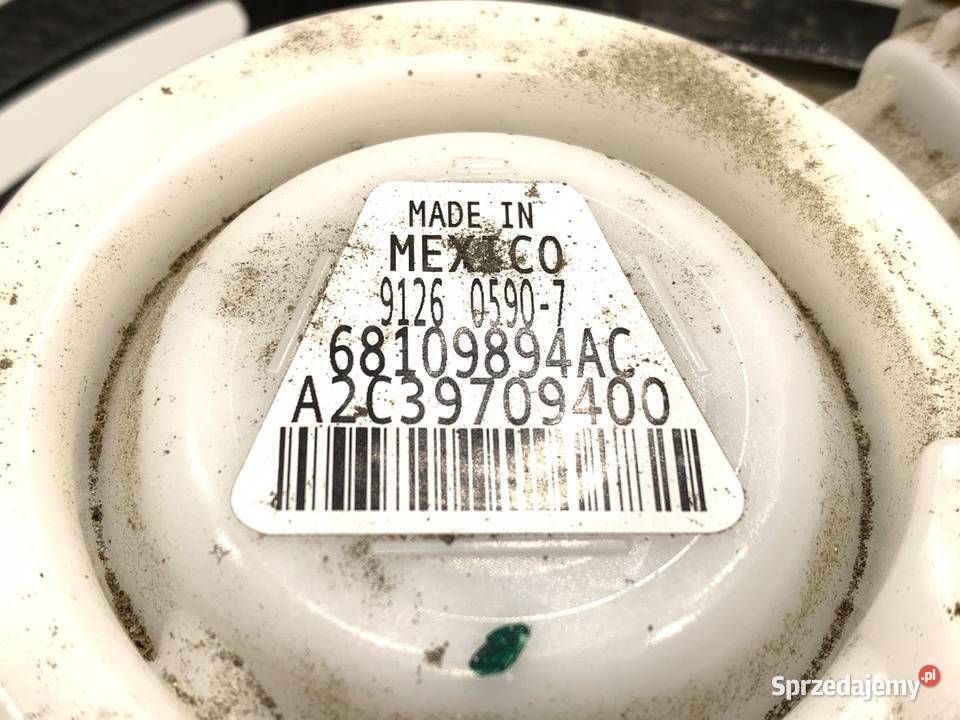 MADE IN
MEXICO
9126 0590-7
68109894AC
A2C39709400
Sprzedajemy.pl